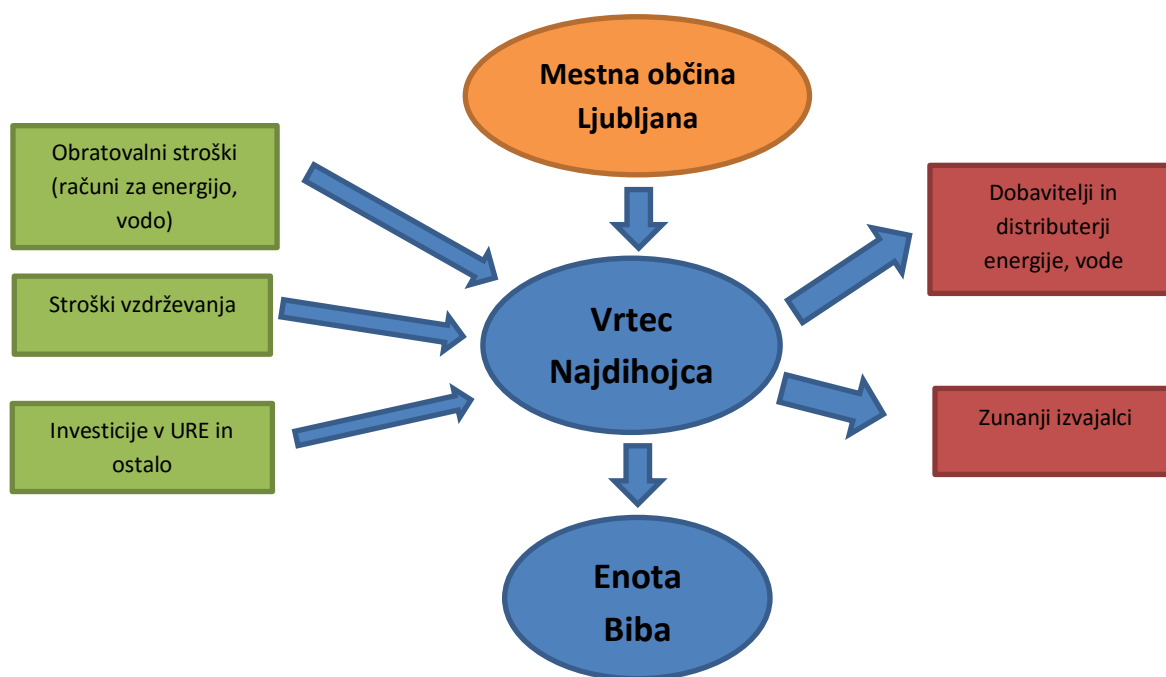 Mestna občina
Ljubljana
Obratovalni stroški
(računi za energijo,
vodo)
Dobavitelji in
distributerji
energije, vode
Stroški vzdrževanja
Vrtec
Najdihojca
Investicije v URE in
ostalo
Zunanji izvajalci
Enota
Biba